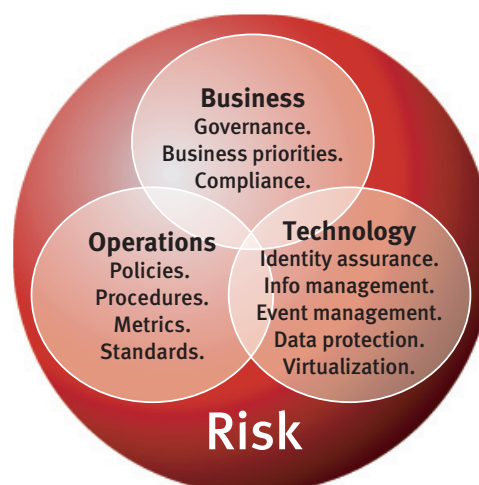 Business
Governance.
Business priorities.
Compliance.
Operations
Policies.
Procedures.
Metrics.
Standards.
Technology
Identity assurance.
Info management.
Event management.
Data protection.
Virtualization.
Risk